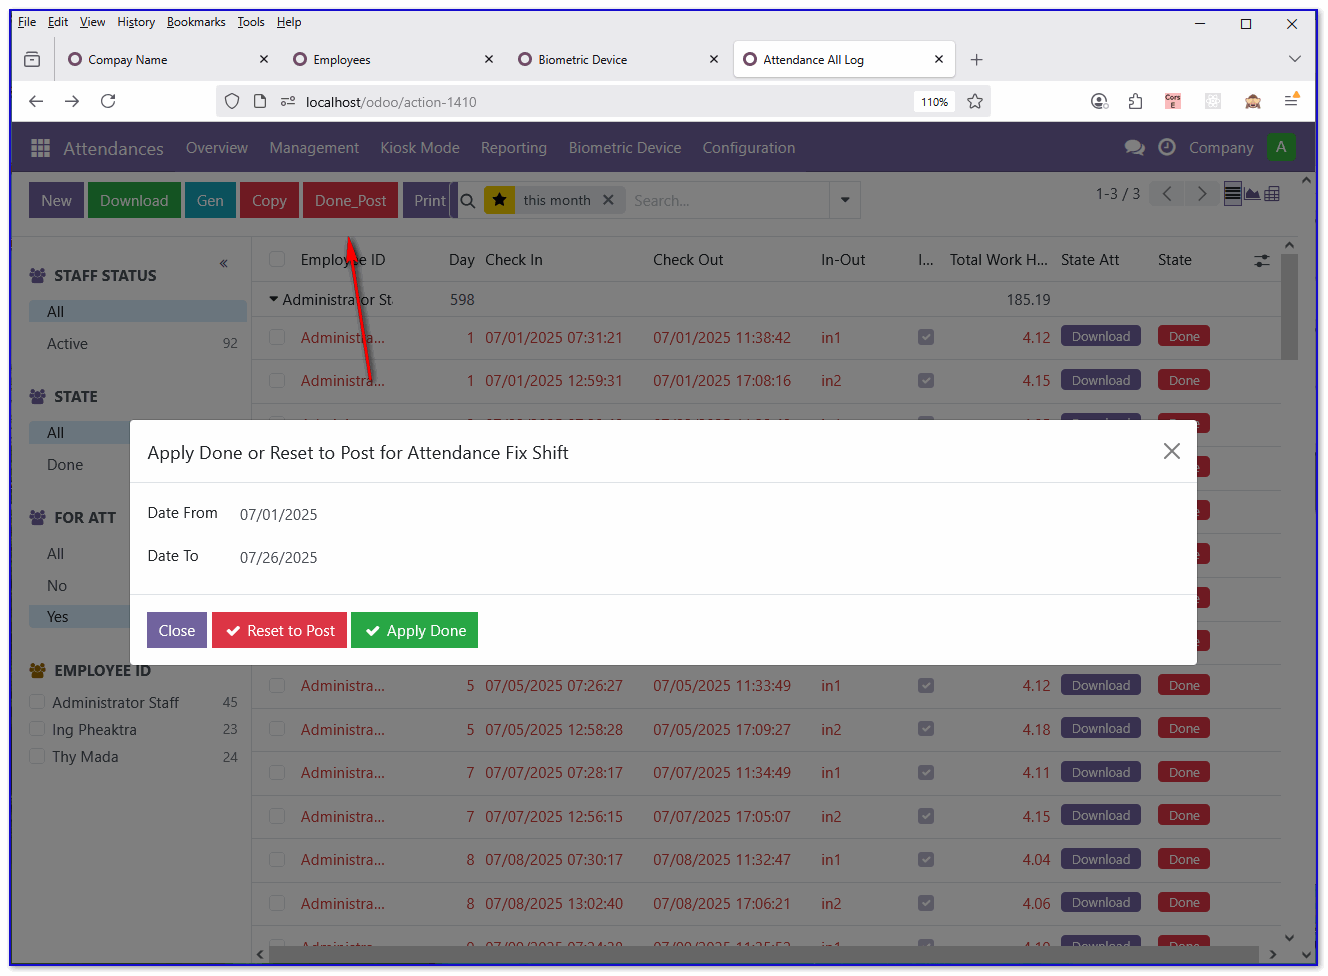 File Edit View History Bookmarks Tools Help
Compay Name Employees Biometric Device Attendance All Log
localhost/odoo/action-1410 110% Cors E
Attendances Overview Management Kiosk Mode Reporting Biometric Device Configuration Company A
New Download Gen Copy Done_Post Print this month Search... 1-3 / 3
STAFF STATUS
All
Active 92
STATE
All
Done
FOR ATT
All
No
Yes
EMPLOYEE ID
Administrator Staff 45
Ing Pheaktra 23
Thy Mada 24
Employee ID Day Check In Check Out In-Out I... Total Work H... State Att State
Administrator St 598 185.19
Administra... 1 07/01/2025 07:31:21 07/01/2025 11:38:42 in1 4.12 Download Done
Administra... 1 07/01/2025 12:59:31 07/01/2025 17:08:16 in2 4.15 Download Done
Apply Done or Reset to Post for Attendance Fix Shift
Date From 07/01/2025
Date To 07/26/2025
Close Reset to Post Apply Done
Administra... 5 07/05/2025 07:26:27 07/05/2025 11:33:49 in1 4.12 Download Done
Administra... 5 07/05/2025 12:58:28 07/05/2025 17:09:27 in2 4.18 Download Done
Administra... 7 07/07/2025 07:28:17 07/07/2025 11:34:49 in1 4.11 Download Done
Administra... 7 07/07/2025 12:56:15 07/07/2025 17:05:07 in2 4.15 Download Done
Administra... 8 07/08/2025 07:30:17 07/08/2025 11:32:47 in1 4.04 Download Done
Administra... 8 07/08/2025 13:02:40 07/08/2025 17:06:21 in2 4.06 Download Done